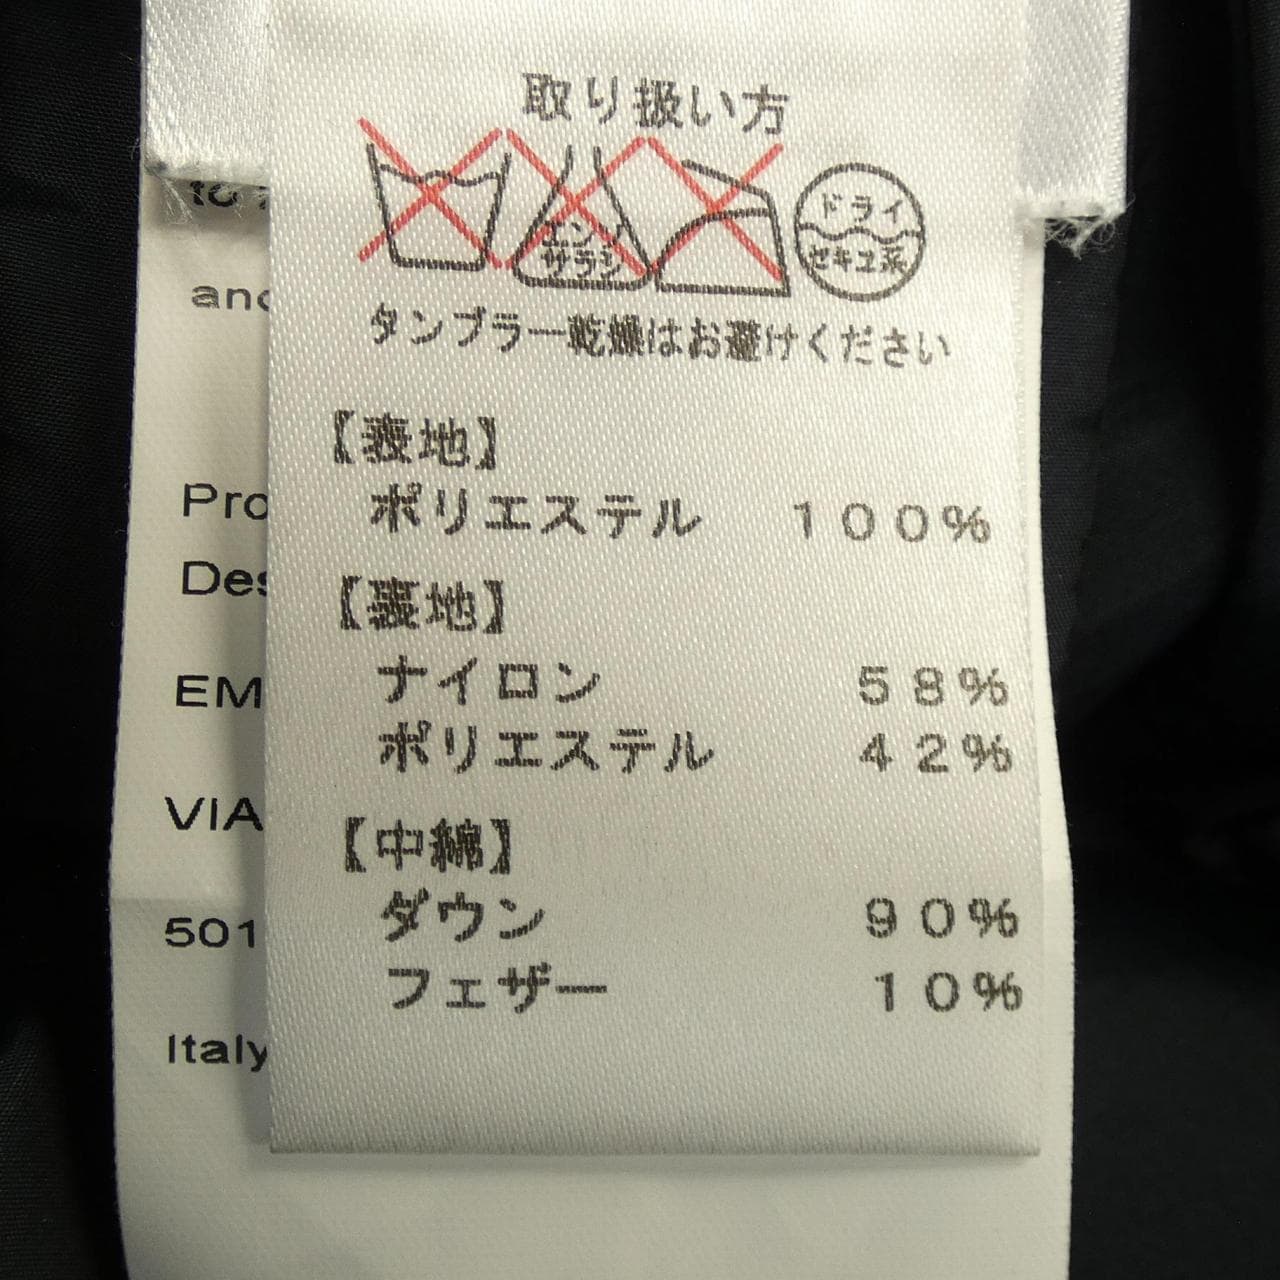 取り扱い方
エンソ
サラシ
ドライ
セキユ系
タンブラー乾燥はお避けください
【表地】
ポリエステル 100%
【裏地】
ナイロン 58%
ポリエステル 42%
【中綿】
ダウン 90%
フェザー 10%
to
and
Pro
Des
EM
VIA
501
Italy